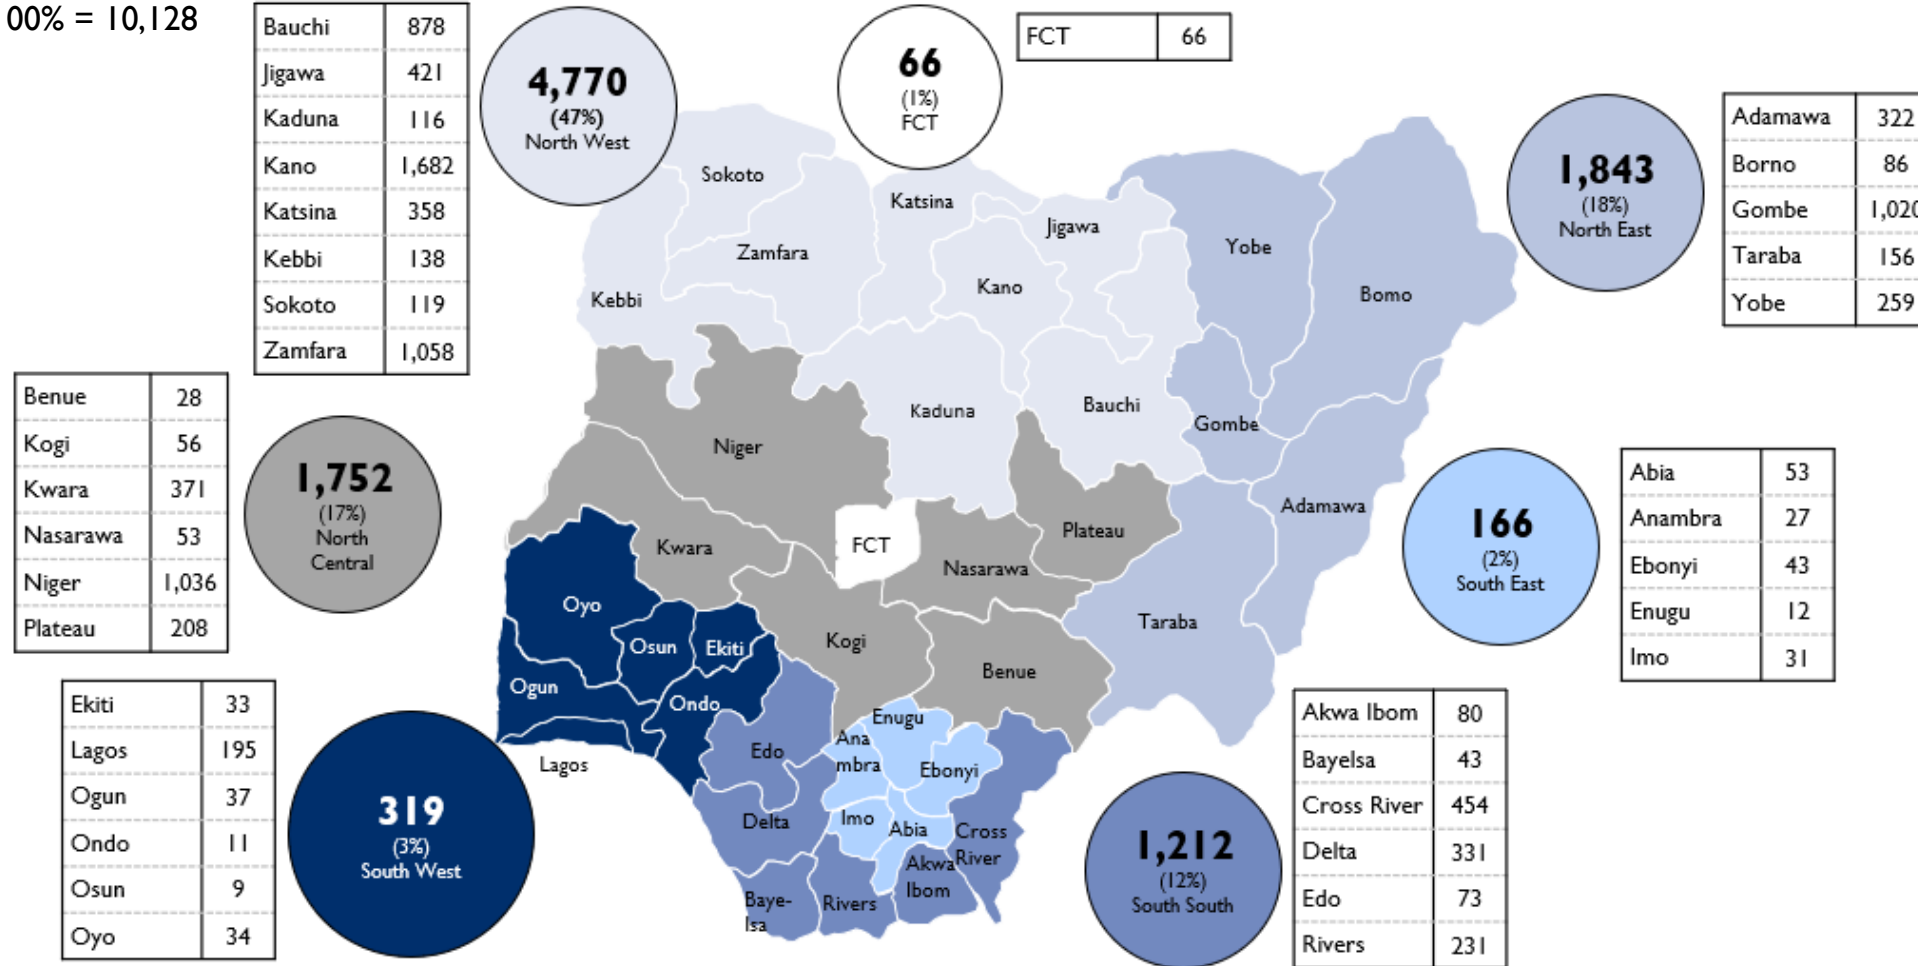 00% = 10,128
Bauchi 878
Jigawa 421
Kaduna 116
Kano 1,682
Katsina 358
Kebbi 138
Sokoto 119
Zamfara 1,058
4,770
(47%)
North West
66
(1%)
FCT
FCT 66
1,843
(18%)
North East
Adamawa 322
Borno 86
Gombe 1,020
Taraba 156
Yobe 259
Benue 28
Kogi 56
Kwara 371
Nasarawa 53
Niger 1,036
Plateau 208
1,752
(17%)
North
Central
Sokoto
Katsina
Jigawa
Zamfara
Yobe
Kano
Kebbi
Bomo
Kaduna
Bauchi
Gombe
Niger
Adamawa
Plateau
FCT
Kwara
Nasarawa
Oyo
Taraba
Osun
Ekiti
Kogi
Benue
Ogun
Ondo
Enugu
Edo
Ana
mbra
Ebonyi
Lagos
Delta
Imo
Abia
Cross
River
Akwa
Ibom
Baye-
lsa
Rivers
166
(2%)
South East
Abia 53
Anambra 27
Ebonyi 43
Enugu 12
Imo 31
Ekiti 33
Lagos 195
Ogun 37
Ondo 11
Osun 9
Oyo 34
319
(3%)
South West
1,212
(12%)
South South
Akwa Ibom 80
Bayelsa 43
Cross River 454
Delta 331
Edo 73
Rivers 231